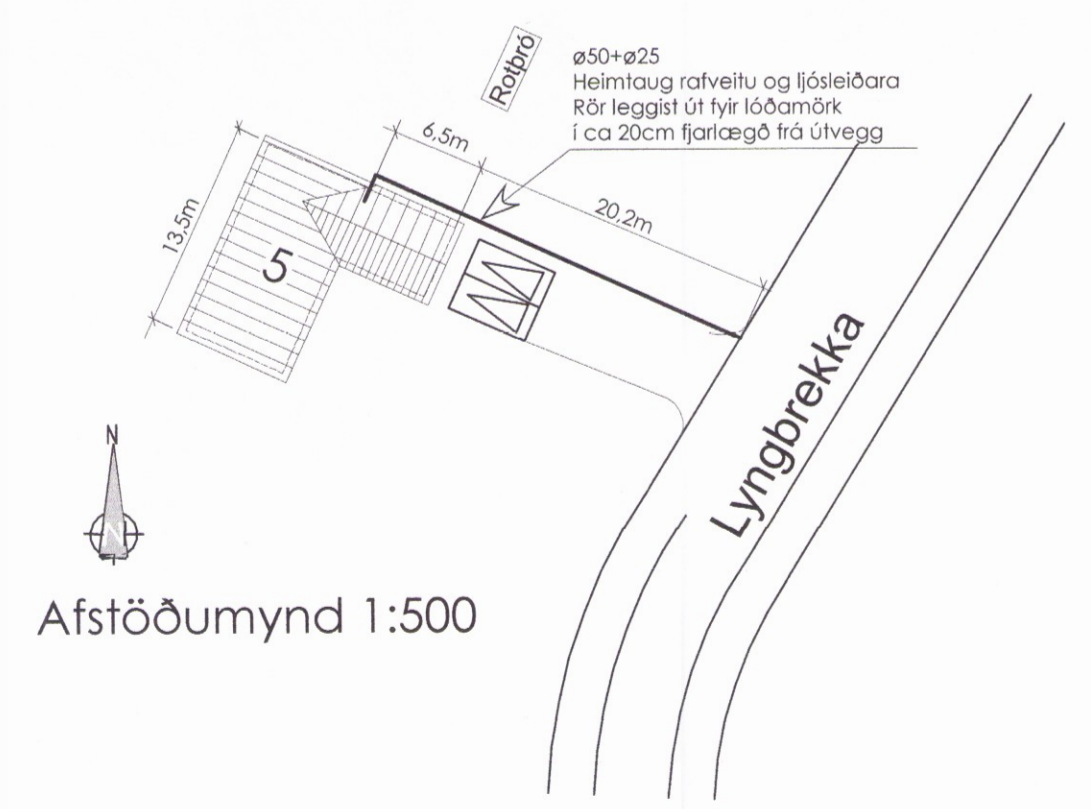 Rotþró
ø50+ø25
Heimtaug rafveitu og ljósleiðara
Rör leggist út fyir lóðamörk
í ca 20cm fjarlægð frá útvegg
6,5m
20,2m
13,5m
5
Lyngbrekka
N
N
Afstöðumynd 1:500